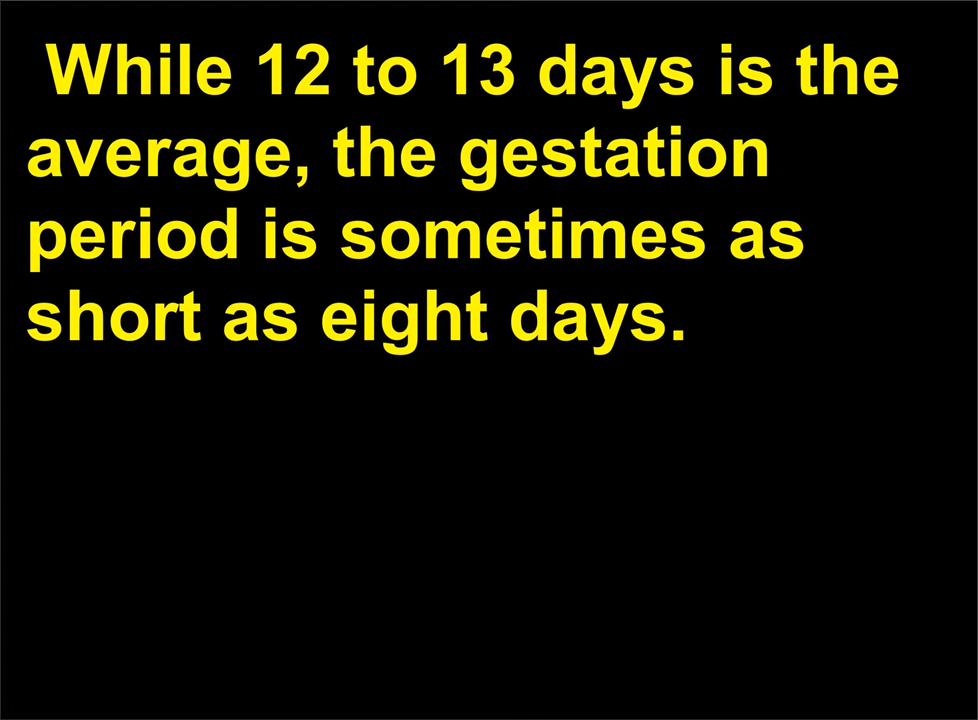 While 12 to 13 days is the
average, the gestation
period is sometimes as
short as eight days.